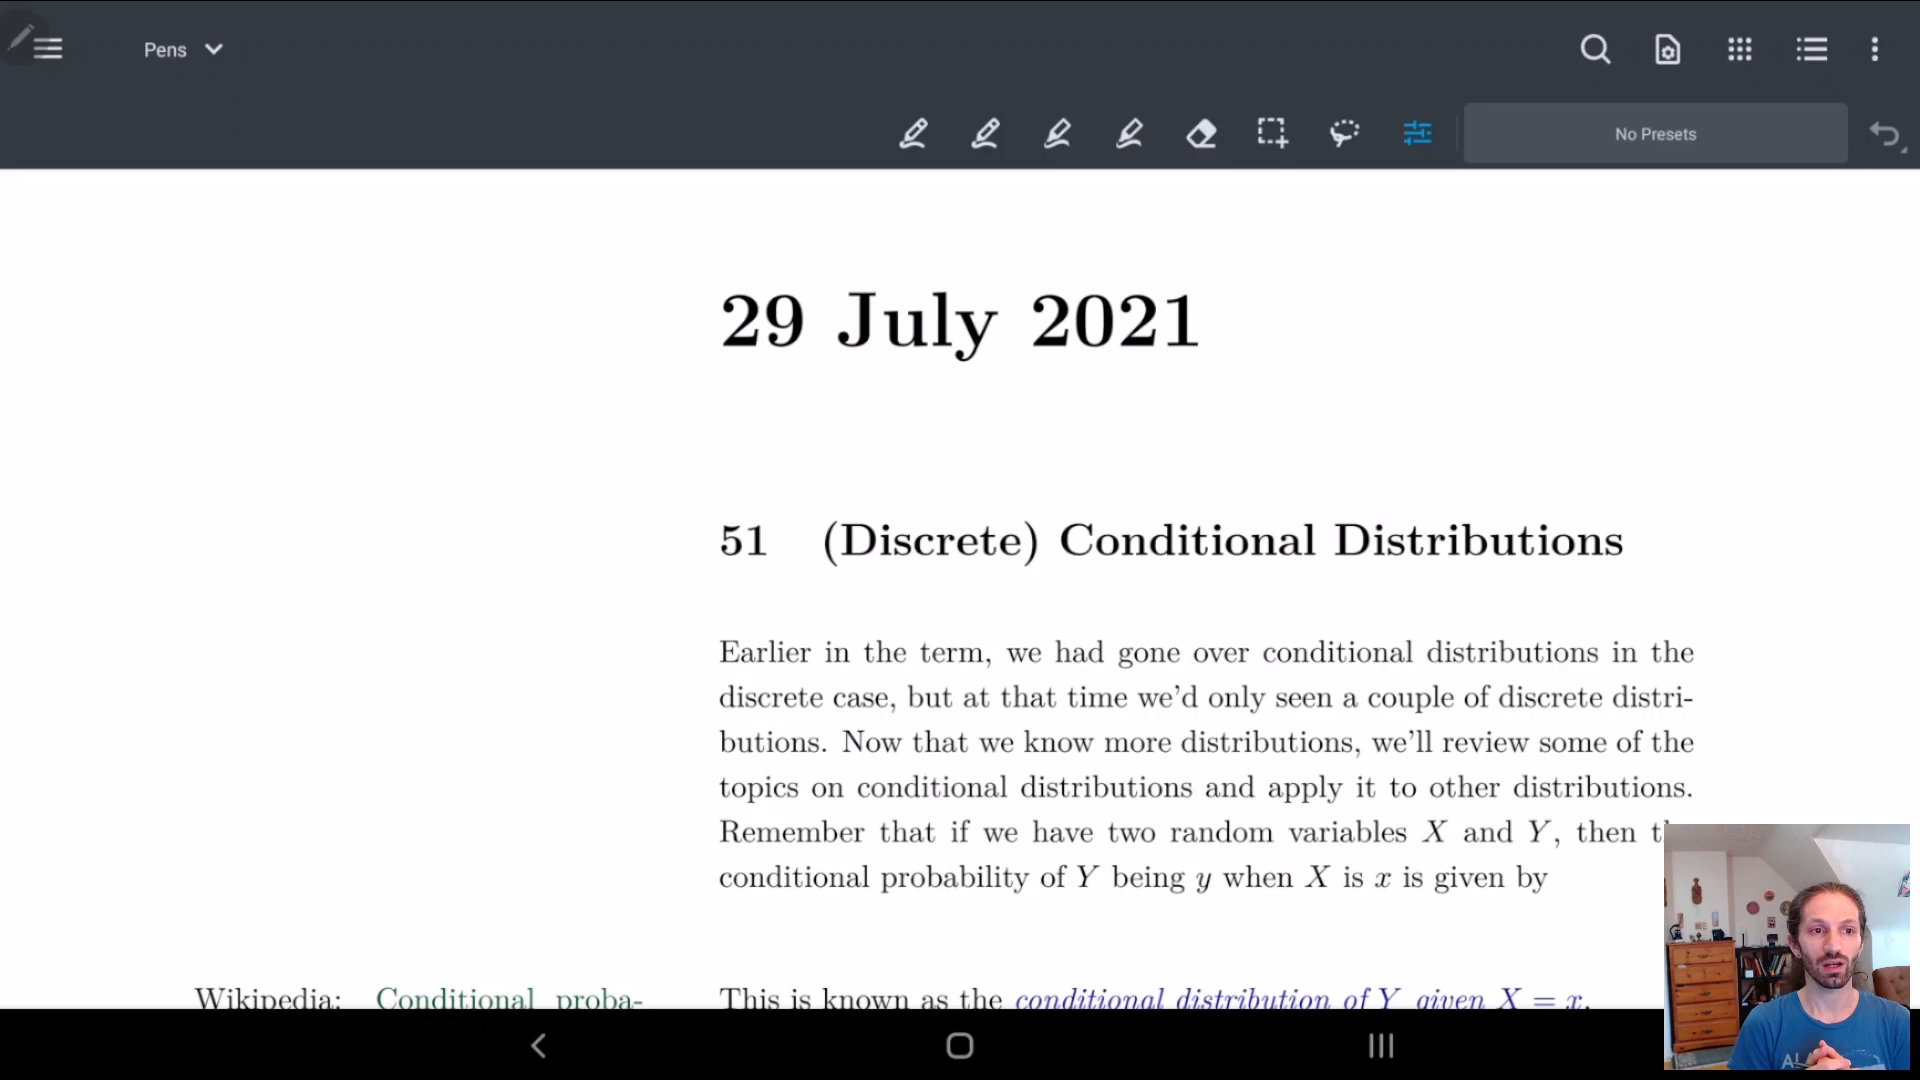 Pens
No Presets
29 July 2021
51 (Discrete) Conditional Distributions
Earlier in the term, we had gone over conditional distributions in the
discrete case, but at that time we'd only seen a couple of discrete distri-
butions. Now that we know more distributions, we'll review some of the
topics on conditional distributions and apply it to other distributions.
Remember that if we have two random variables X and Y, then
conditional probability of Y being y when X is x is given by
Wikipedia: Conditional proba-
This is known as the conditional distribution of Y given X = x.